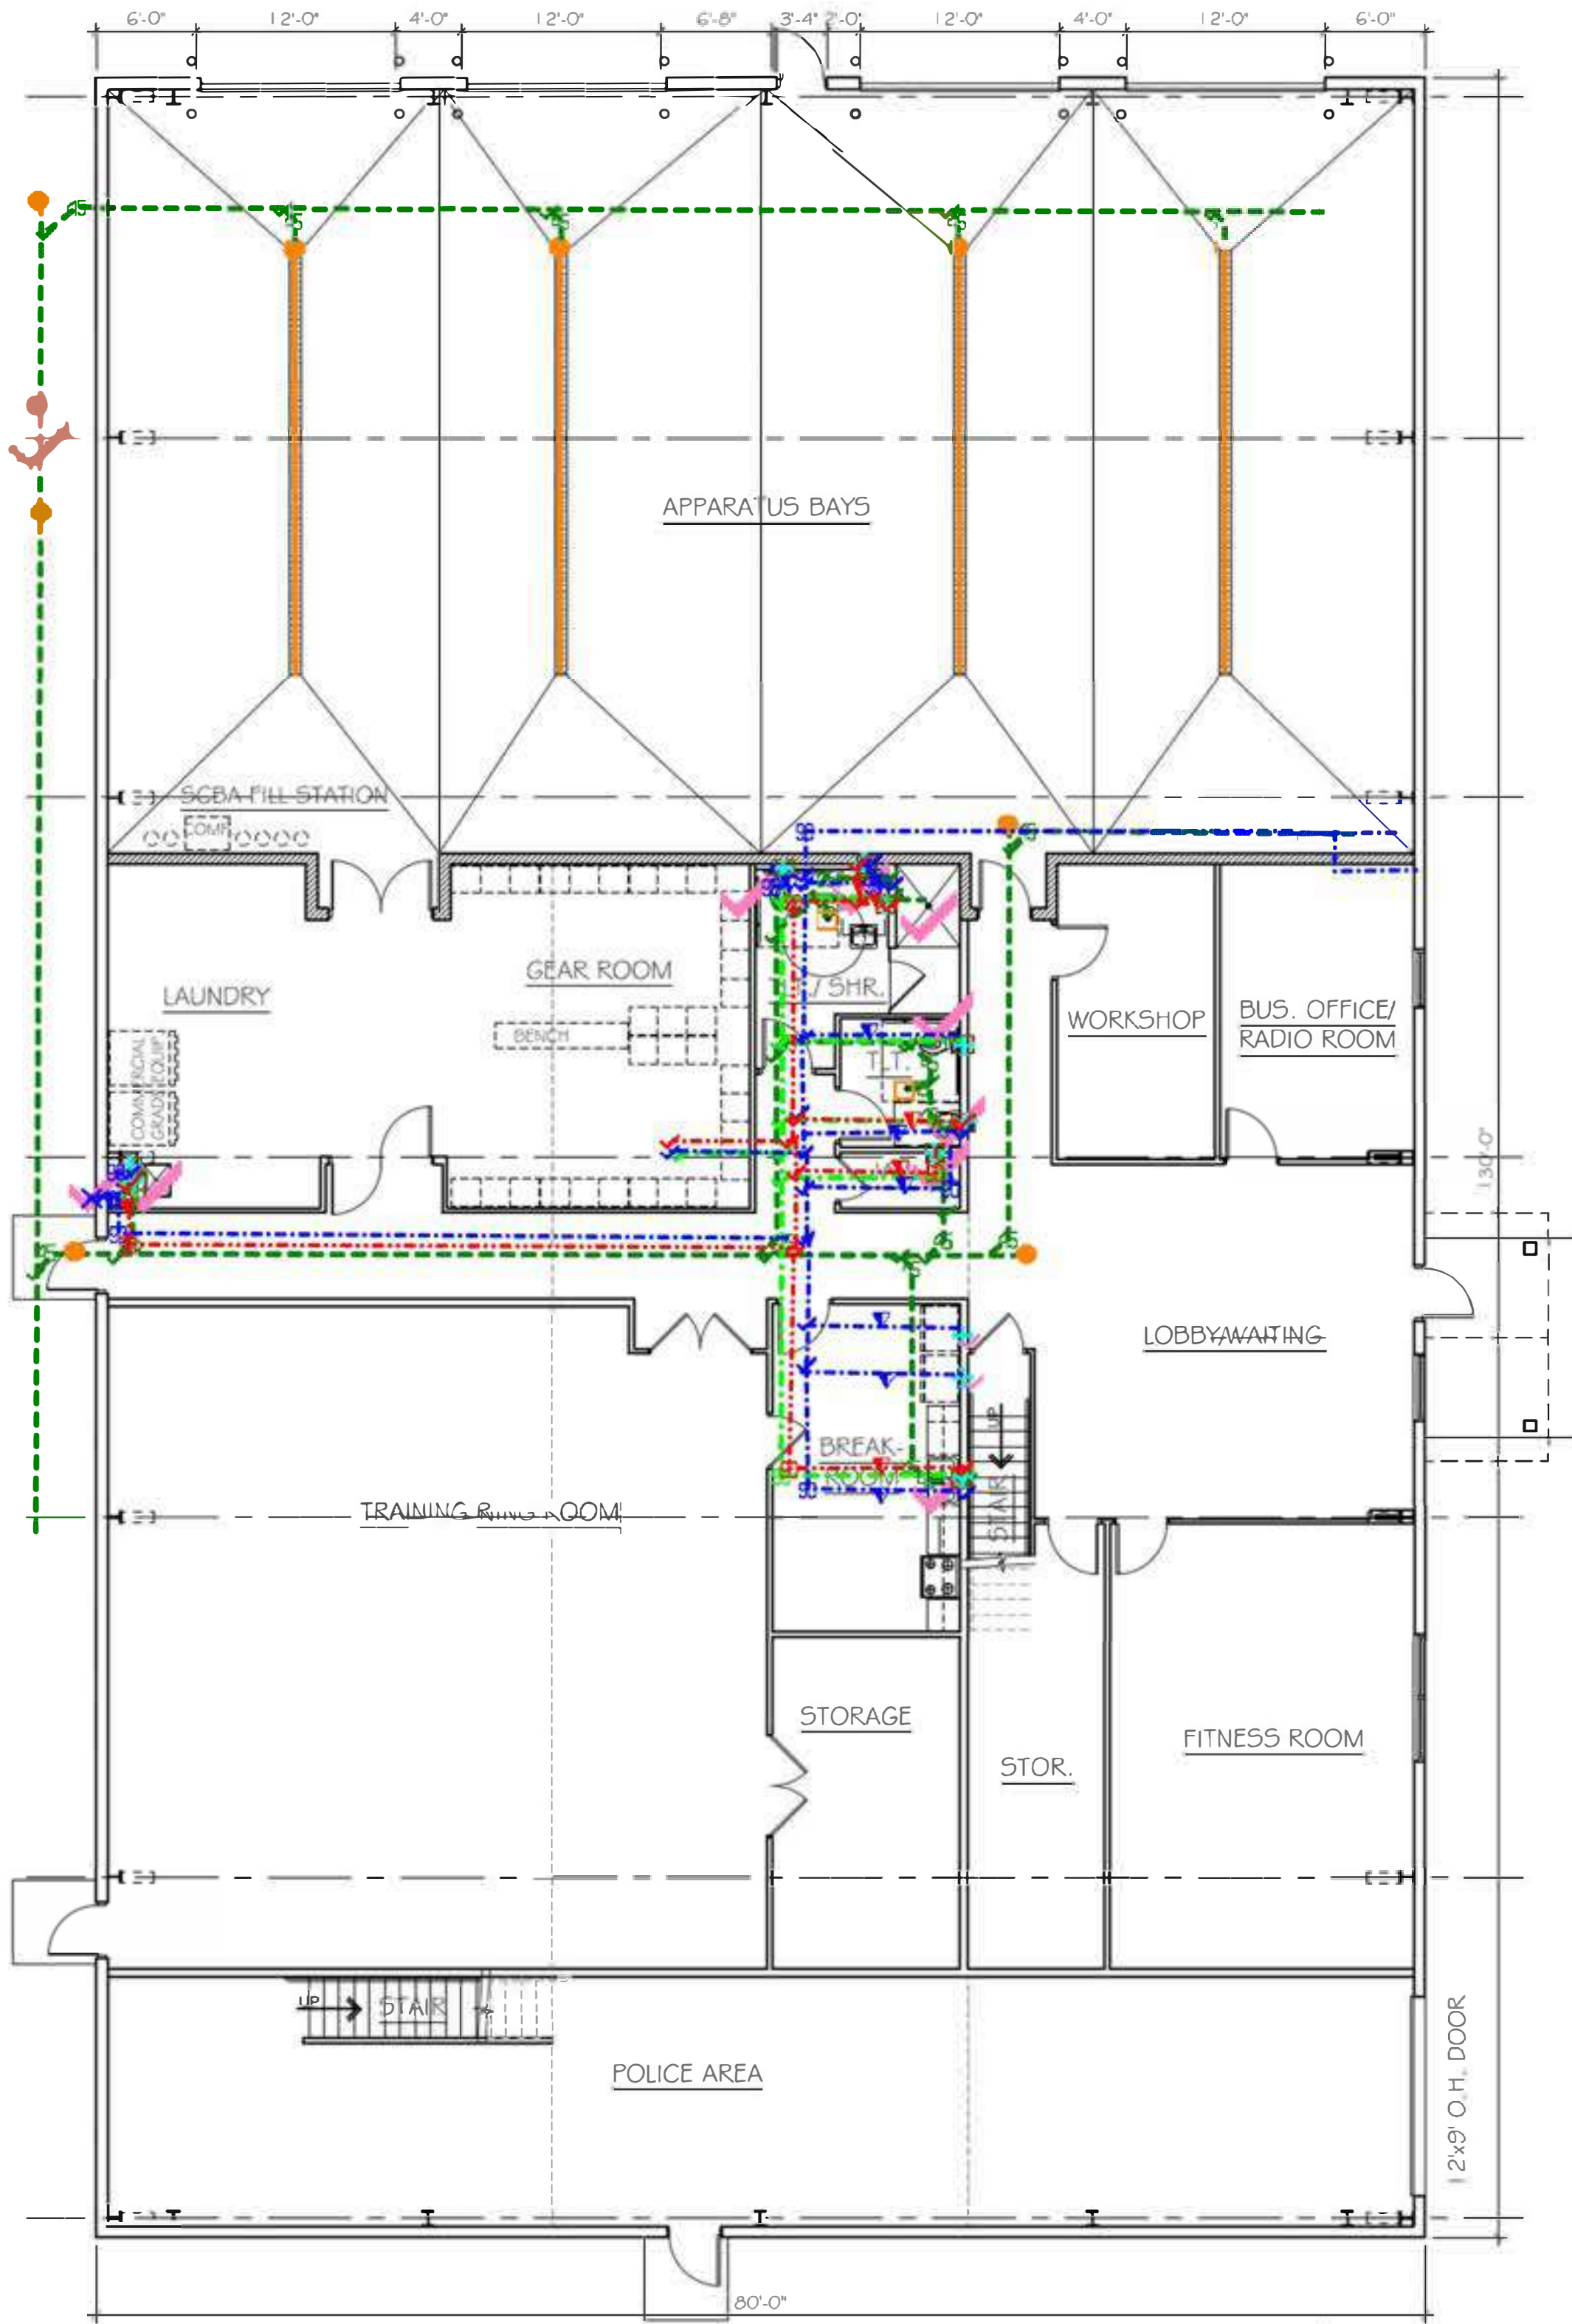 6'-0" 12'-0" 4'-0" 12'-0" 6'-8" 3'-4" 2'-0" 12'-0" 4'-0" 12'-0" 6'-0"
APPARATUS BAYS
SCBA FILL STATION
COMP
LAUNDRY
GEAR ROOM
BENCH
COMMERCIAL
GRADE EQUIP
/ SHR.
TLT.
WORKSHOP
BUS. OFFICE/
RADIO ROOM
130'-0"
LOBBY/WAITING
BREAK-
ROOM
UP
STAIR
TRAINING
STORAGE
STOR.
FITNESS ROOM
UP
STAIR
POLICE AREA
12'x9' O.H. DOOR
80'-0"